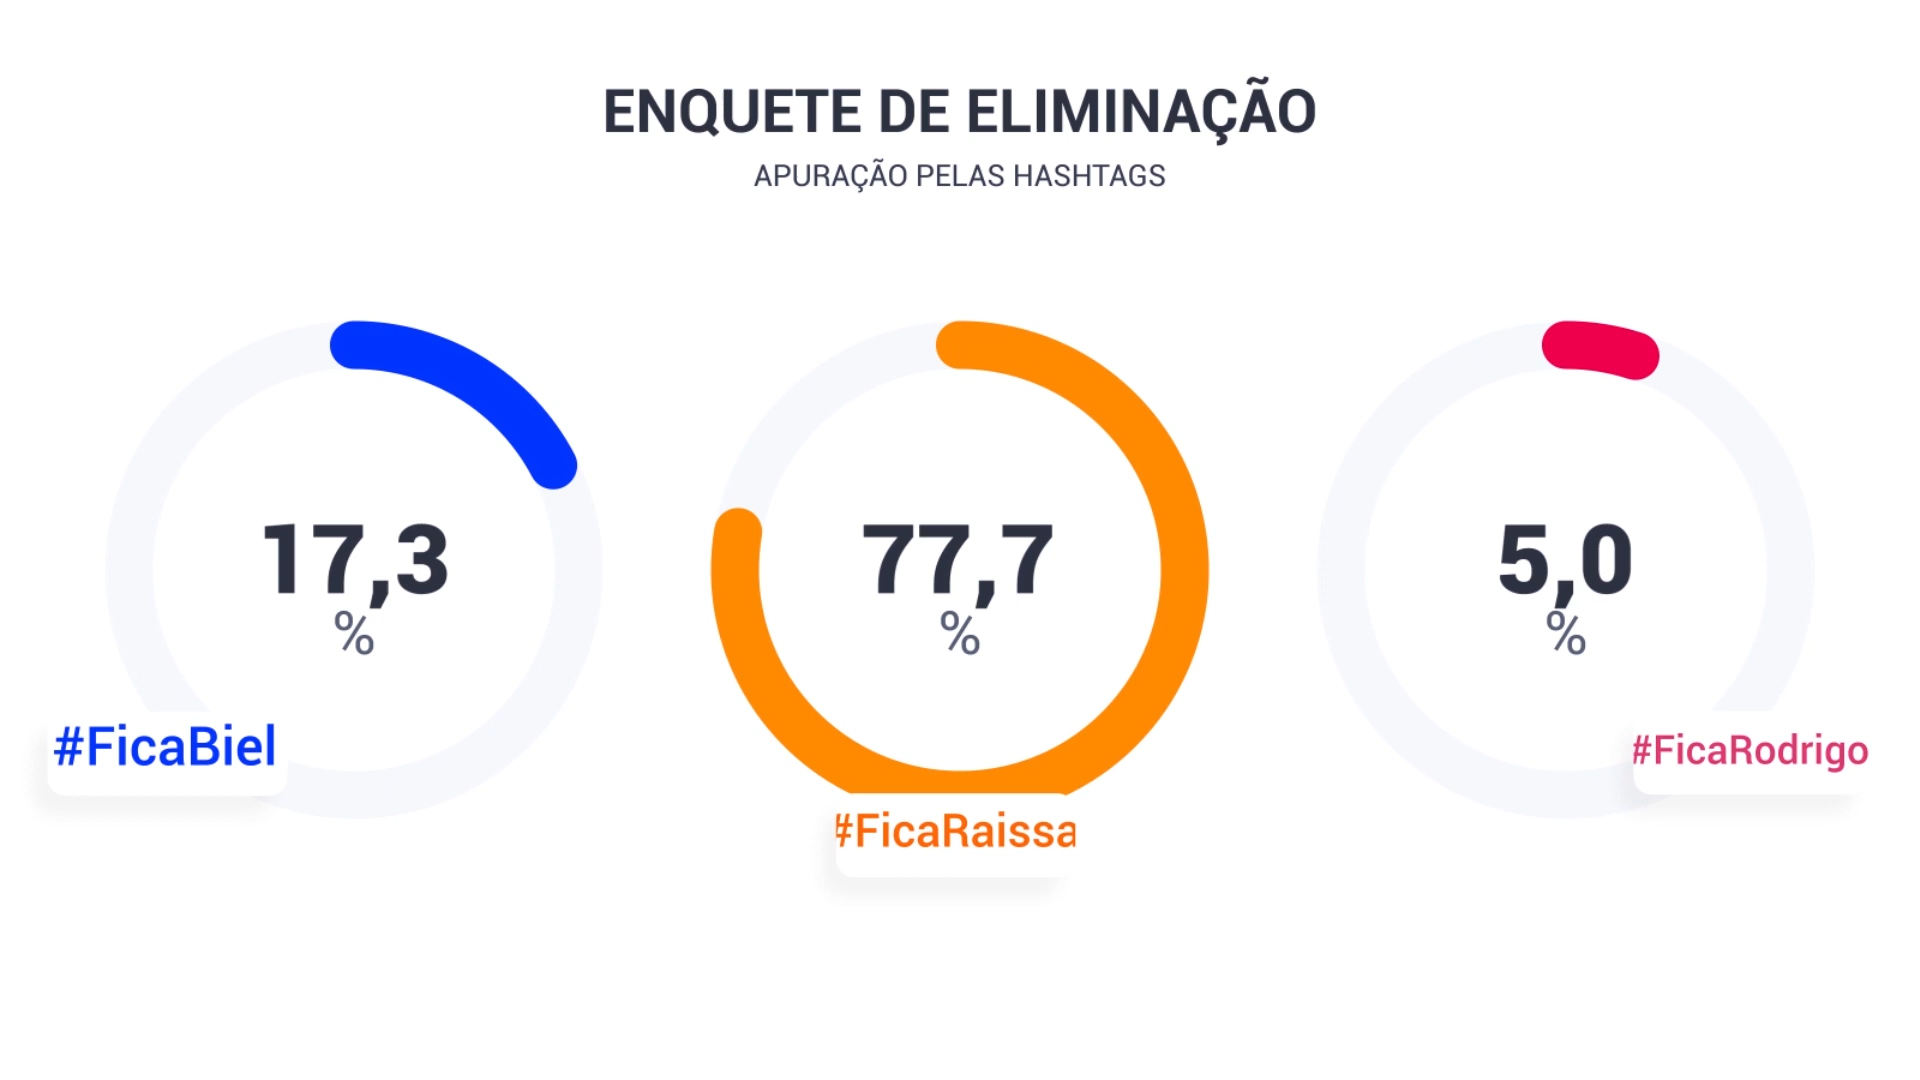 ENQUETE DE ELIMINAÇÃO
APURAÇÃO PELAS HASHTAGS
17,3
%
#FicaBiel
77,7
%
#FicaRaissa
5,0
%
#FicaRodrigo